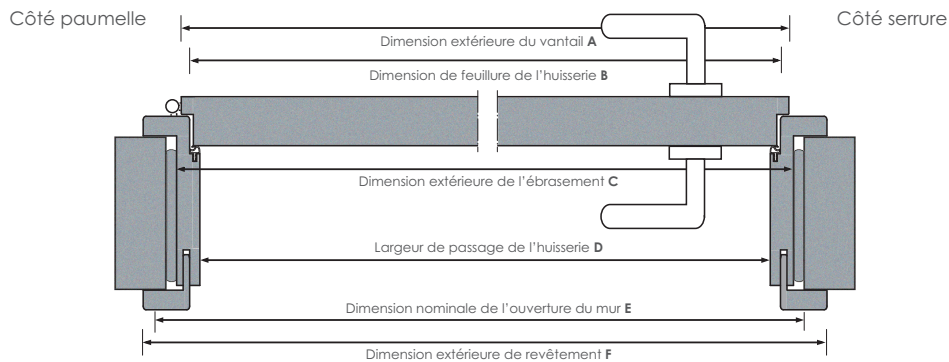 Côté paumelle
Côté serrure
Dimension extérieure du vantail A
Dimension de feuillure de l'huisserie B
Dimension extérieure de l'ébrasement C
Largeur de passage de l'huisserie D
Dimension nominale de l'ouverture du mur E
Dimension extérieure de revêtement F